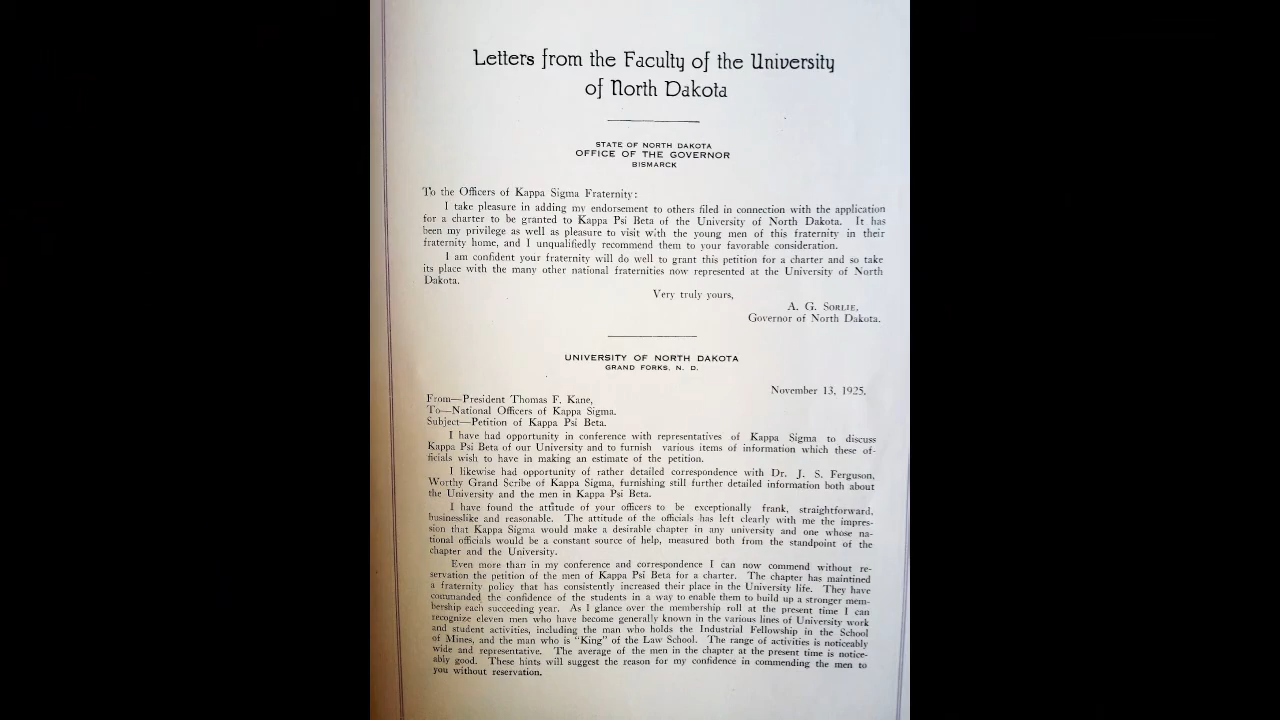 Letters from the Faculty of the University
of North Dakota
STATE OF NORTH DAKOTA
OFFICE OF THE GOVERNOR
BISMARCK
To the Officers of Kappa Sigma Fraternity:
I take pleasure in adding my endorsement to others filed in connection with the application
for a charter to be granted to Kappa Psi Beta of the University of North Dakota. It has
been my privilege as well as pleasure to visit with the young men of this fraternity in their
fraternity home, and I unqualifiedly recommend them to your favorable consideration.
I am confident your fraternity will do well to grant this petition for a charter and so take
its place with the many other national fraternities now represented at the University of North
Dakota.
Very truly yours,
A. G. Sorlie,
Governor of North Dakota.
UNIVERSITY OF NORTH DAKOTA
GRAND FORKS, N. D.
November 13, 1925.
From—President Thomas F. Kane,
To—National Officers of Kappa Sigma.
Subject—Petition of Kappa Psi Beta.
I have had opportunity in conference with representatives of Kappa Sigma to discuss
Kappa Psi Beta of our University and to furnish various items of information which these of-
ficials wish to have in making an estimate of the petition.
I likewise had opportunity of rather detailed correspondence with Dr. J. S. Ferguson,
Worthy Grand Scribe of Kappa Sigma, furnishing still further detailed information both about
the University and the men in Kappa Psi Beta.
I have found the attitude of your officers to be exceptionally frank, straightforward,
businesslike and reasonable. The attitude of the officials has left clearly with me the impres-
sion that Kappa Sigma would make a desirable chapter in any university and one whose na-
tional officials would be a constant source of help, measured both from the standpoint of the
chapter and the University.
Even more than in my conference and correspondence I can now commend without re-
servation the petition of the men of Kappa Psi Beta for a charter. The chapter has maintined
a fraternity policy that has consistently increased their place in the University life. They have
commanded the confidence of the students in a way to enable them to build up a stronger mem-
bership each succeeding year. As I glance over the membership roll at the present time I can
recognize eleven men who have become generally known in the various lines of University work
and student activities, including the man who holds the Industrial Fellowship in the School
of Mines, and the man who is "King" of the Law School. The range of activities is noticeably
wide and representative. The average of the men in the chapter at the present time is notice-
ably good. These hints will suggest the reason for my confidence in commending the men to
you without reservation.